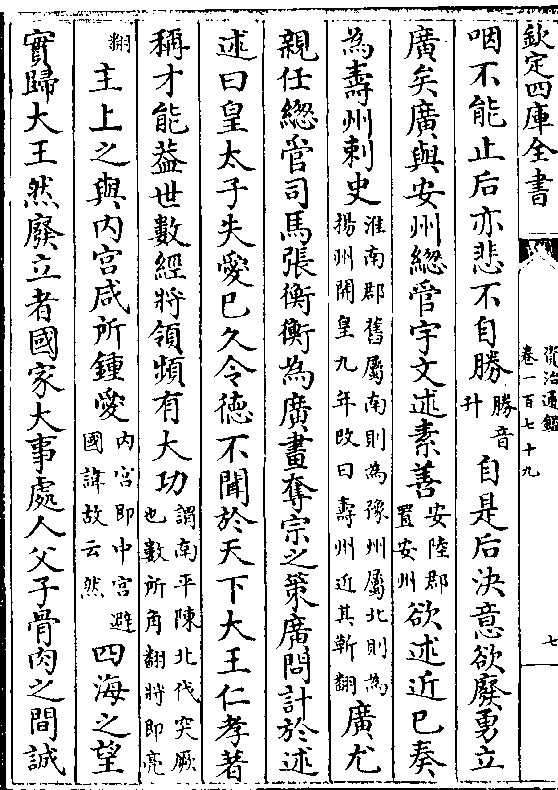 欽定四庫全書
資治通鑑
卷一百七十九
七
咽不能止后亦悲不自勝勝音升自是后決意欲廢勇立
廣矣廣與安州總管宇文述素善安陸郡置安州欲述近已奏
為壽州刺史淮南郡舊屬南則為豫州屬北則為揚州開皇九年改曰壽州近其靳翻廣尤
親任總管司馬張衡衡為廣畫奪宗之策廣問計於述
述曰皇太子失愛已久令德不聞於天下大王仁孝著
稱才能葢世數經將領頻有大功謂南平陳北伐突厥也數所角翻將即亮
翻主上之與内宫咸所鍾愛内宫即中宫避國諱故云然四海之望
實歸大王然廢立者國家大事處人父子骨肉之間誠